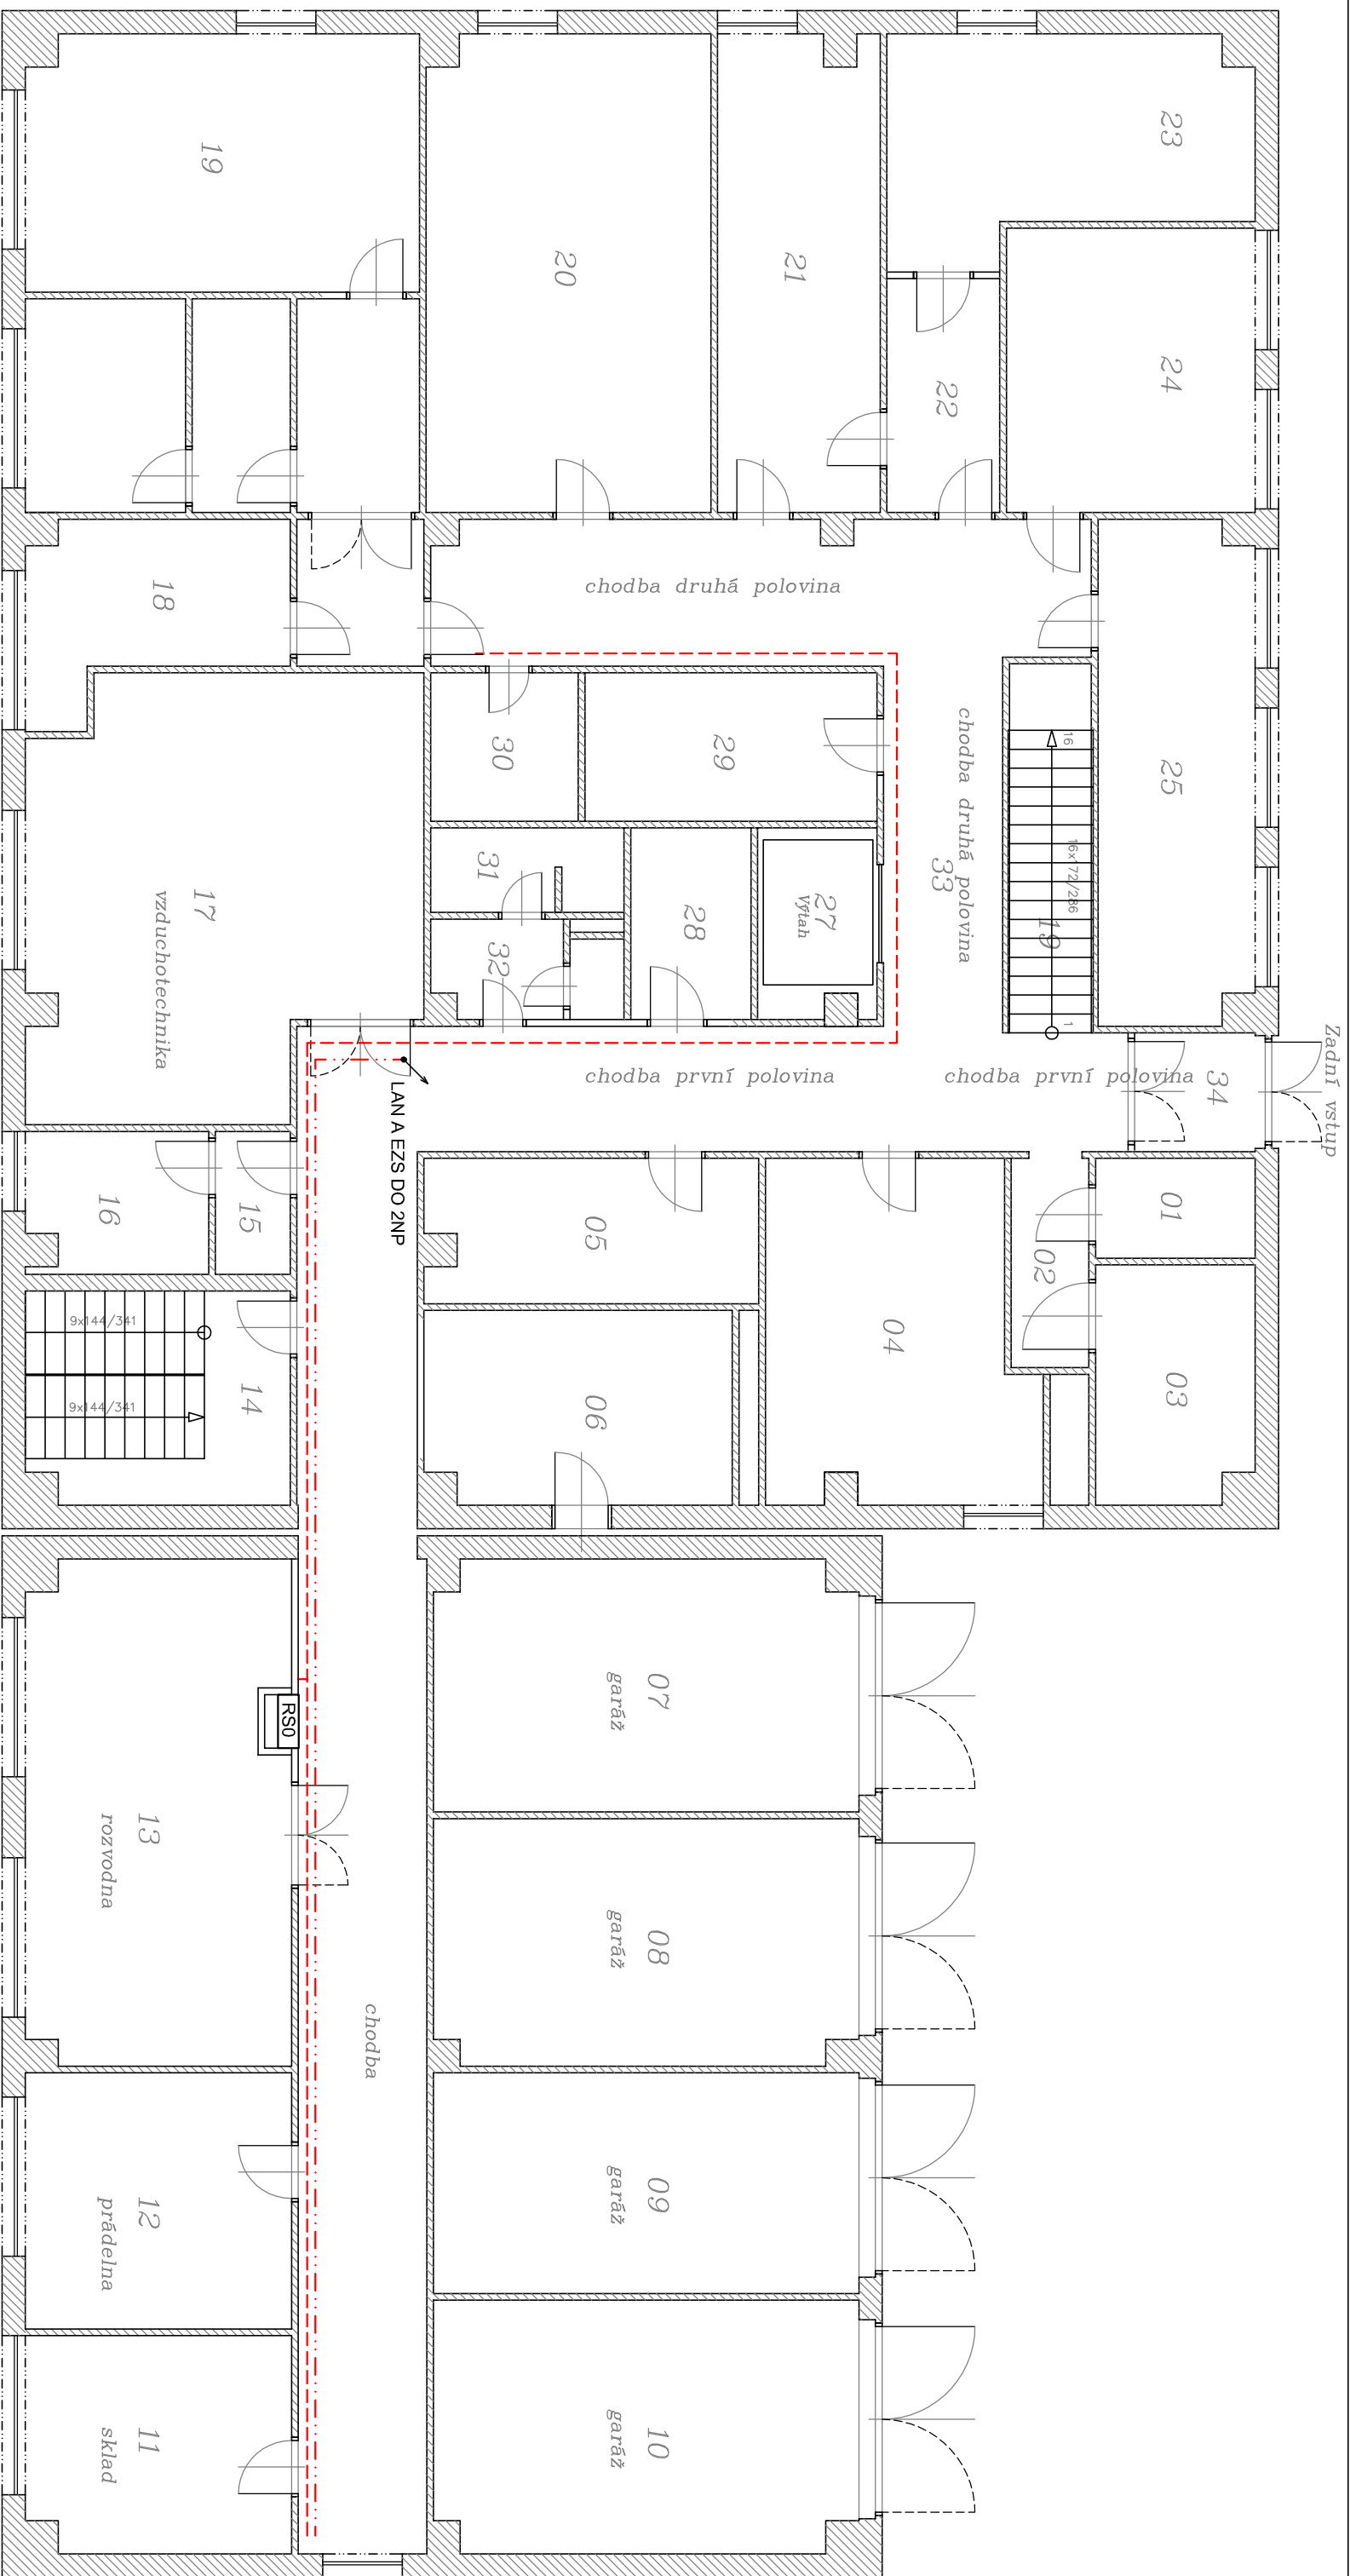 Zadní vstup
23
24
25
19
20
21
22
chodba druhá polovina
chodba druhá polovina
33
16
16x172/286
19
1
18
30
29
31
28
27
Výtah
32
17
vzduchotechnika
chodba první polovina
chodba první polovina
34
LAN A EZS DO 2NP
16
15
05
02
01
04
03
06
14
9x144/341
9x144/341
07
garáž
RS0
13
rozvodna
08
garáž
chodba
09
garáž
12
prádelna
10
garáž
11
sklad